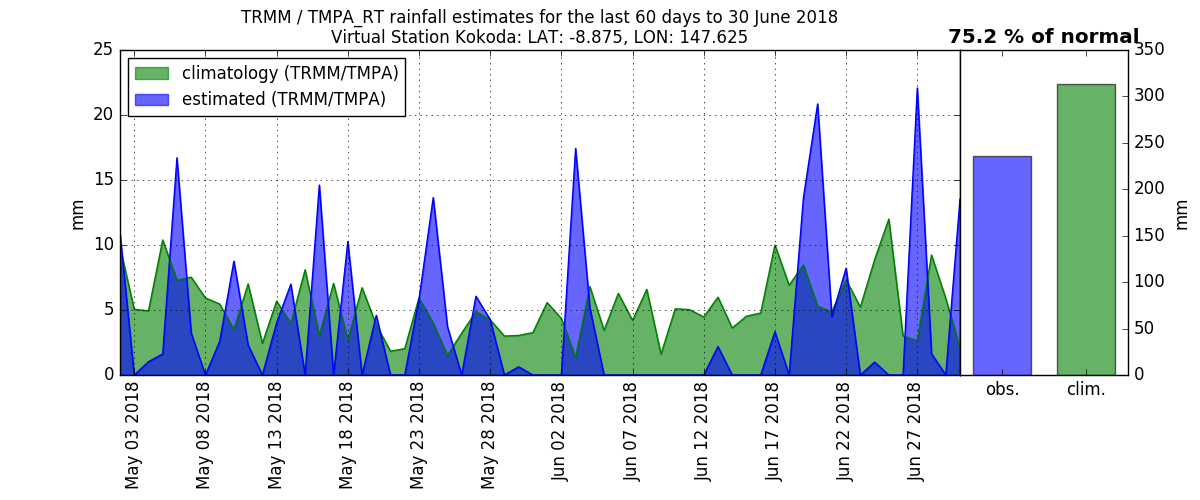 TRMM / TMPA_RT rainfall estimates for the last 60 days to 30 June 2018
Virtual Station Kokoda: LAT: -8.875, LON: 147.625
75.2 % of normal
climatology (TRMM/TMPA)
estimated (TRMM/TMPA)
25
20
15
10
5
0
mm
May 03 2018
May 08 2018
May 13 2018
May 18 2018
May 23 2018
May 28 2018
Jun 02 2018
Jun 07 2018
Jun 12 2018
Jun 17 2018
Jun 22 2018
Jun 27 2018
obs.
clim.
350
300
250
200
150
100
50
0
mm